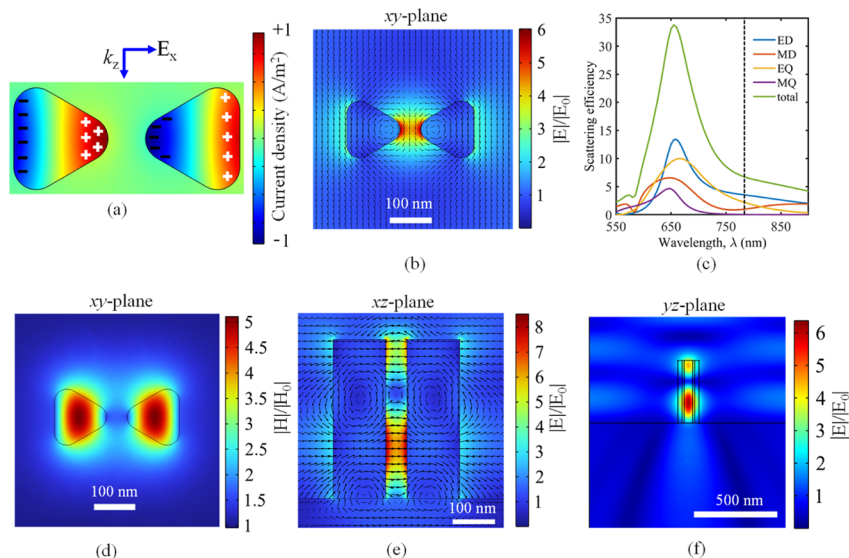 k_z
E_x
+1
-1
Current density (A/m²)
(a)
xy-plane
6
5
4
3
2
1
|E|/|E₀|
100 nm
(b)
Scattering efficiency
35
30
25
20
15
10
5
0
550
650
750
850
Wavelength, λ (nm)
ED
MD
EQ
MQ
total
(c)
xy-plane
5
4.5
4
3.5
3
2.5
2
1.5
1
|H|/|H₀|
100 nm
(d)
xz-plane
8
7
6
5
4
3
2
1
|E|/|E₀|
100 nm
(e)
yz-plane
6
5
4
3
2
1
|E|/|E₀|
500 nm
(f)